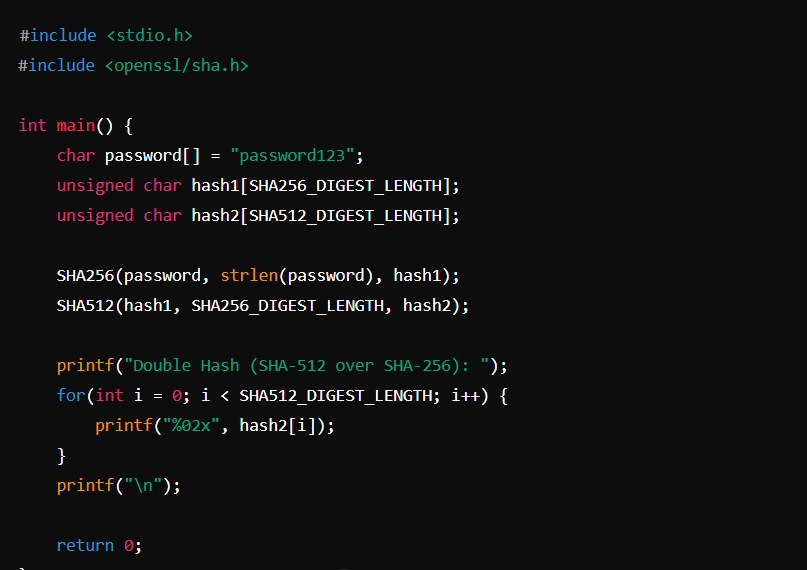 #include <stdio.h>
#include <openssl/sha.h>
int main() {
char password[] = "password123";
unsigned char hash1[SHA256_DIGEST_LENGTH];
unsigned char hash2[SHA512_DIGEST_LENGTH];
SHA256(password, strlen(password), hash1);
SHA512(hash1, SHA256_DIGEST_LENGTH, hash2);
printf("Double Hash (SHA-512 over SHA-256): ");
for(int i = 0; i < SHA512_DIGEST_LENGTH; i++) {
printf("%02x", hash2[i]);
}
printf("\n");
return 0;